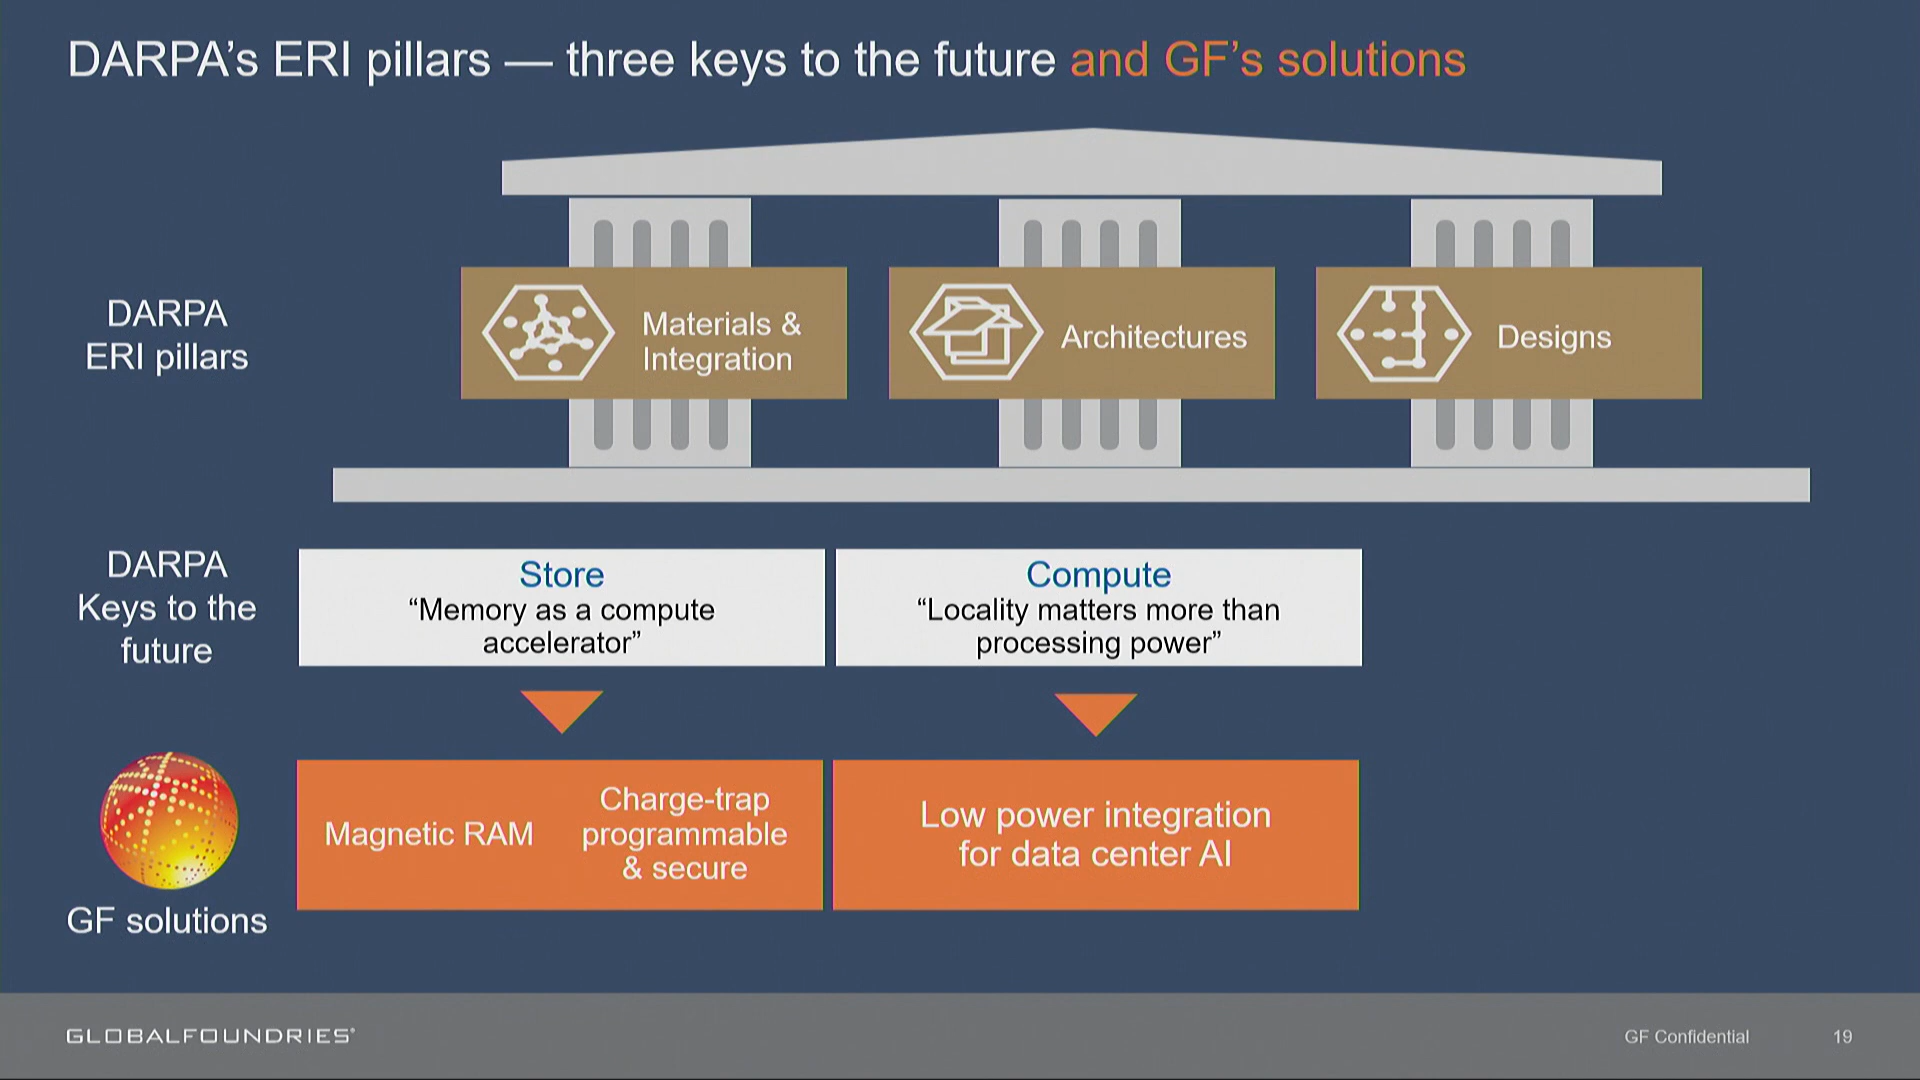 DARPA’s ERI pillars — three keys to the future and GF’s solutions
DARPA
ERI pillars
Materials &
Integration
Architectures
Designs
DARPA
Keys to the
future
Store
“Memory as a compute
accelerator”
Compute
“Locality matters more than
processing power”
GF solutions
Magnetic RAM
Charge-trap
programmable
& secure
Low power integration
for data center AI
GLOBALFOUNDRIES
GF Confidential
19